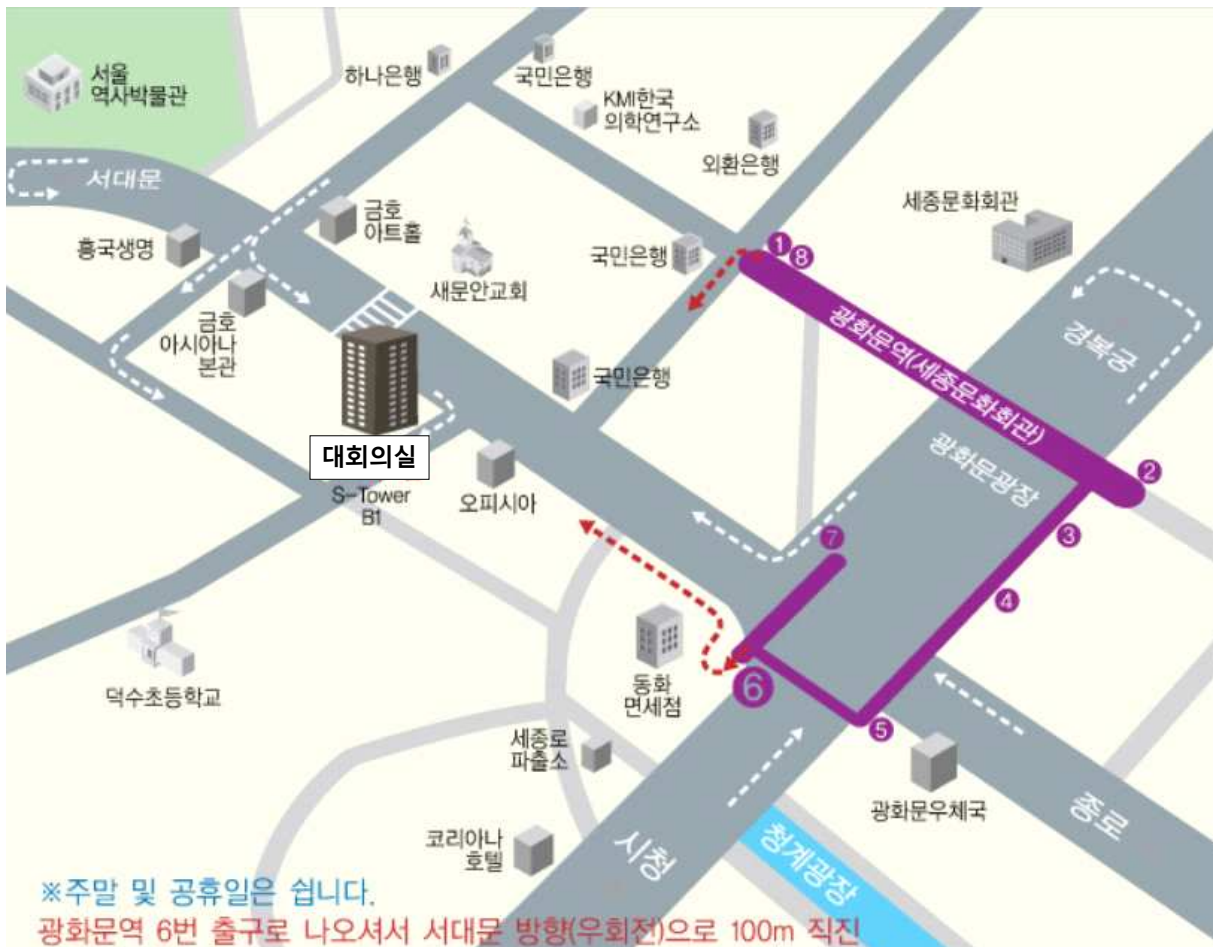 서울
역사박물관
하나은행
국민은행
KMI한국
의학연구소
외환은행
서대문
금호
아트홀
흥국생명
새문안교회
국민은행
① ⑧
세종문화회관
금호
아시아나
본관
광화문역(세종문화회관)
경복궁
국민은행
대회의실
S-Tower
B1
오피시아
광화문광장
②
③
⑦
④
덕수초등학교
동화
면세점
⑥
⑤
세종로
파출소
광화문우체국
종로
코리아나
호텔
시청
청계광장
※주말 및 공휴일은 쉽니다.
광화문역 6번 출구로 나오셔서 서대문 방향(우회전)으로 100m 직진